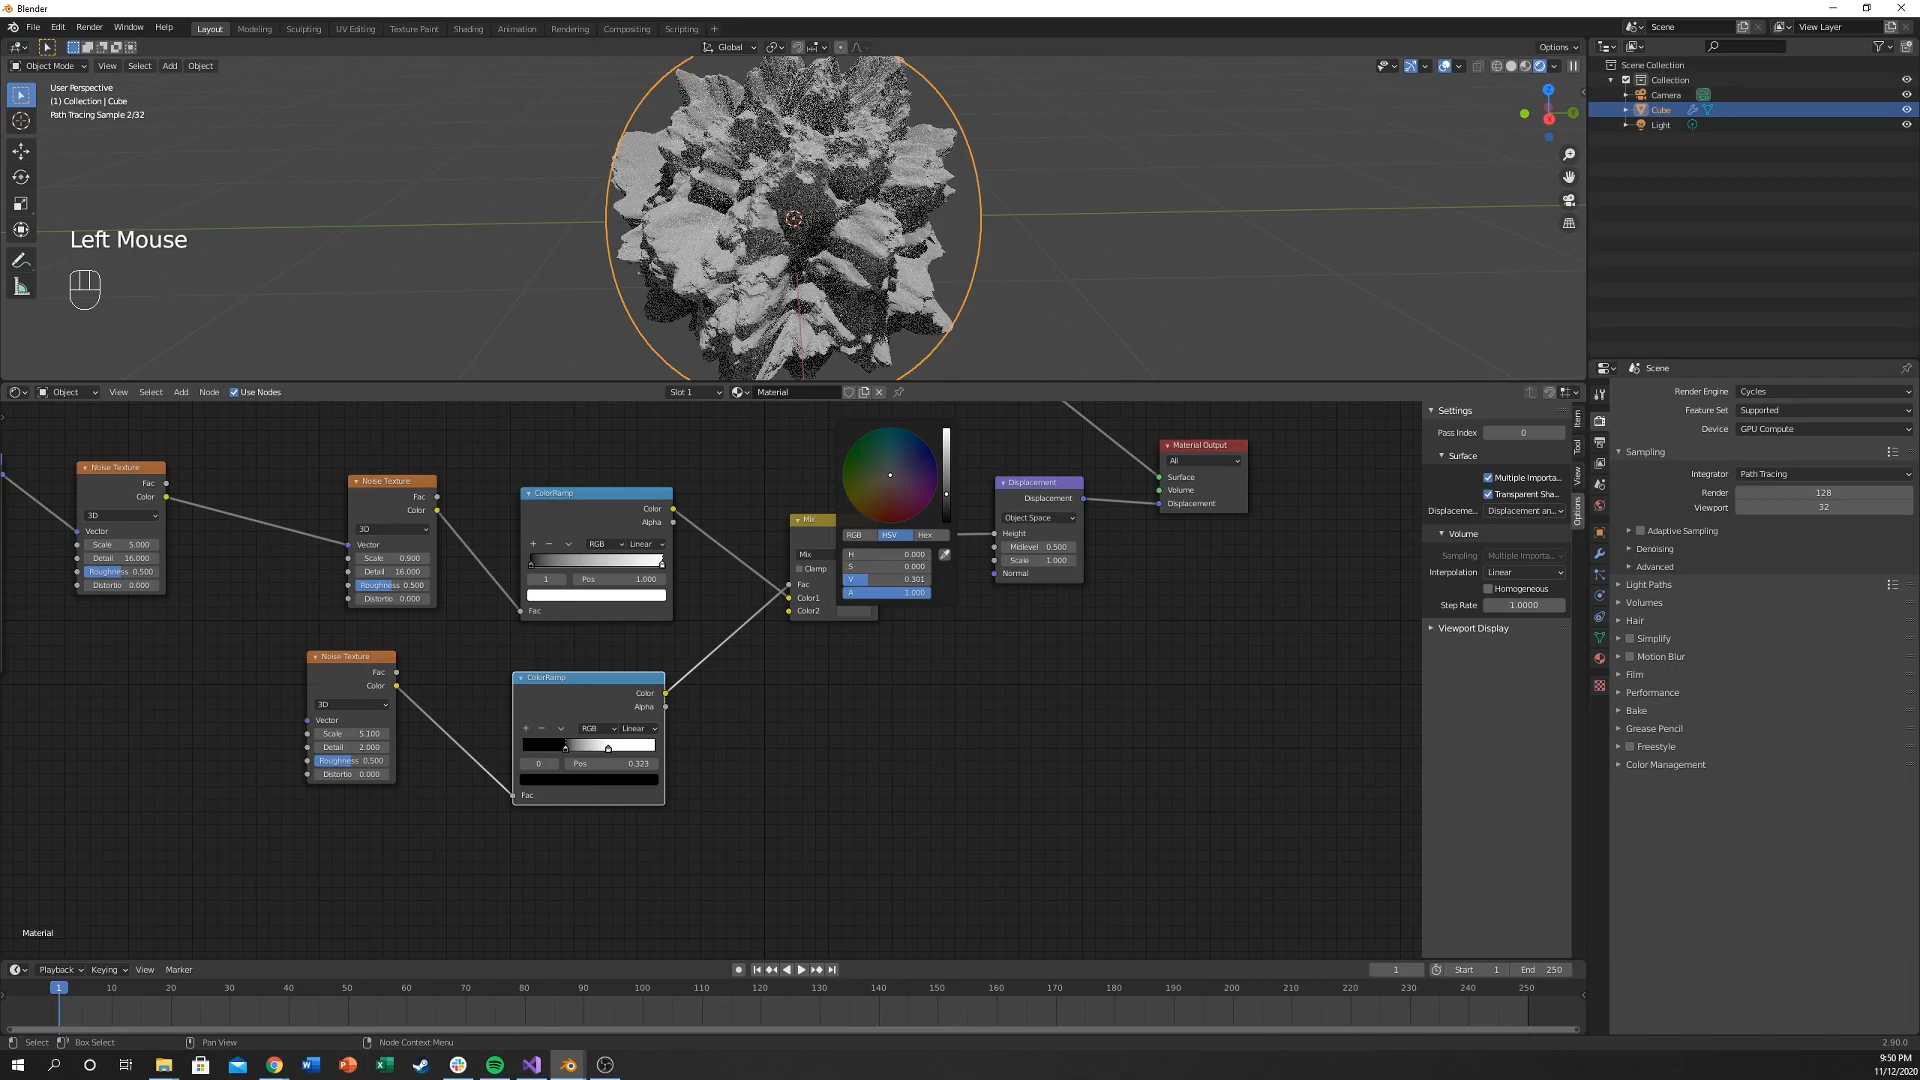 Blender
File Edit Render Window Help
Layout Modeling Sculpting UV Editing Texture Paint Shading Animation Rendering Compositing Scripting
Scene
View Layer
Global
Options
Object Mode View Select Add Object
User Perspective
(1) Collection | Cube
Path Tracing Sample 2/32
Left Mouse
Z
X
Y
Scene Collection
Collection
Camera
Cube
Light
Object View Select Add Node Use Nodes
Slot 1
Material
Noise Texture
Fac
Color
3D
Vector
Scale 5.000
Detail 16.000
Roughness 0.500
Distortio 0.000
Noise Texture
Fac
Color
3D
Vector
Scale 0.900
Detail 16.000
Roughness 0.500
Distortio 0.000
ColorRamp
Color
Alpha
RGB Linear
1 Pos 1.000
Fac
Noise Texture
Fac
Color
3D
Vector
Scale 5.100
Detail 2.000
Roughness 0.500
Distortio 0.000
ColorRamp
Color
Alpha
RGB Linear
0 Pos 0.323
Fac
Mix
Mix
Clamp
Fac
Color1
Color2
RGB HSV Hex
H 0.000
S 0.000
V 0.301
A 1.000
Displacement
Displacement
Object Space
Height
Midlevel 0.500
Scale 1.000
Normal
Material Output
All
Surface
Volume
Displacement
Material
Settings
Pass Index 0
Surface
Multiple Importa...
Transparent Sha...
Displaceme... Displacement an...
Volume
Sampling Multiple Importa...
Interpolation Linear
Homogeneous
Step Rate 1.0000
Viewport Display
Item
Tool
View
Options
Scene
Render Engine Cycles
Feature Set Supported
Device GPU Compute
Sampling
Integrator Path Tracing
Render 128
Viewport 32
Adaptive Sampling
Denoising
Advanced
Light Paths
Volumes
Hair
Simplify
Motion Blur
Film
Performance
Bake
Grease Pencil
Freestyle
Color Management
Playback Keying View Marker
1
Start 1 End 250
1 10 20 30 40 50 60 70 80 90 100 110 120 130 140 150 160 170 180 190 200 210 220 230 240 250
Select Box Select Pan View Node Context Menu
2.90.0
9:50 PM
11/12/2020